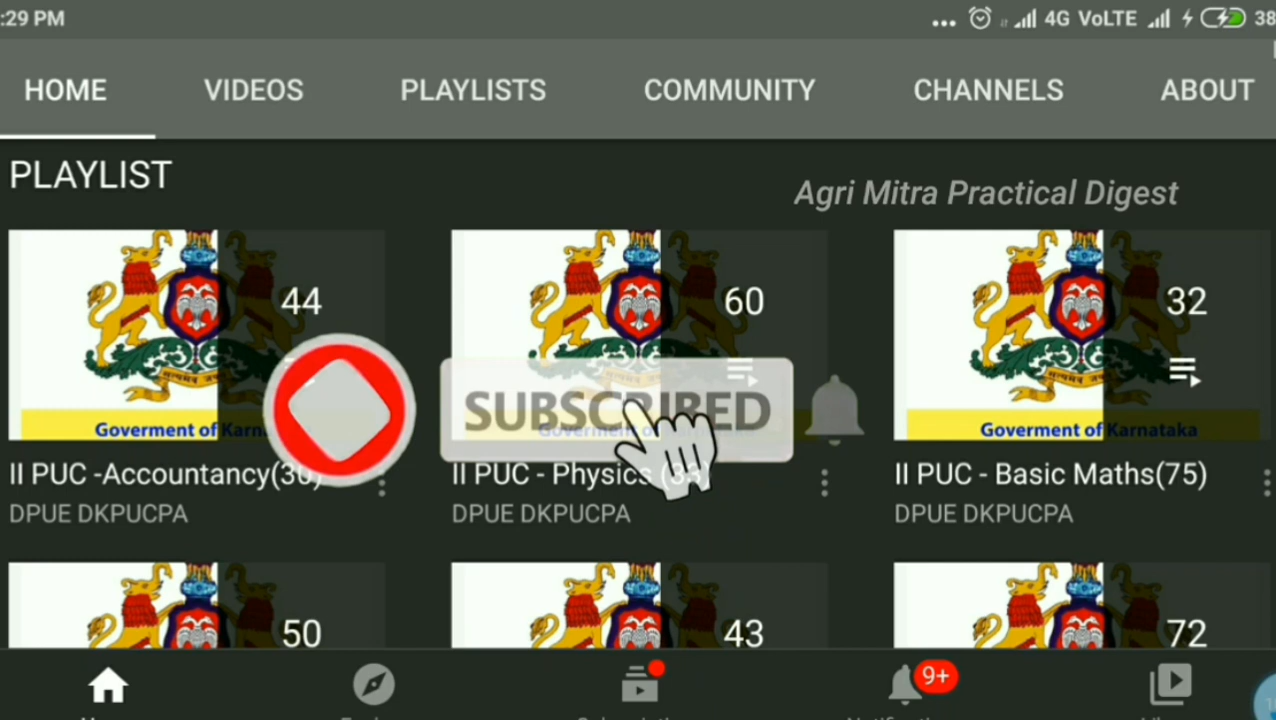 :29 PM
4G VoLTE
38
HOME
VIDEOS
PLAYLISTS
COMMUNITY
CHANNELS
ABOUT
PLAYLIST
Agri Mitra Practical Digest
44
60
32
SUBSCRIBED
Goverment of Karn
Goverment of Karnataka
II PUC -Accountancy(30)
II PUC - Physics
II PUC - Basic Maths(75)
DPUE DKPUCPA
DPUE DKPUCPA
DPUE DKPUCPA
50
43
72
9+